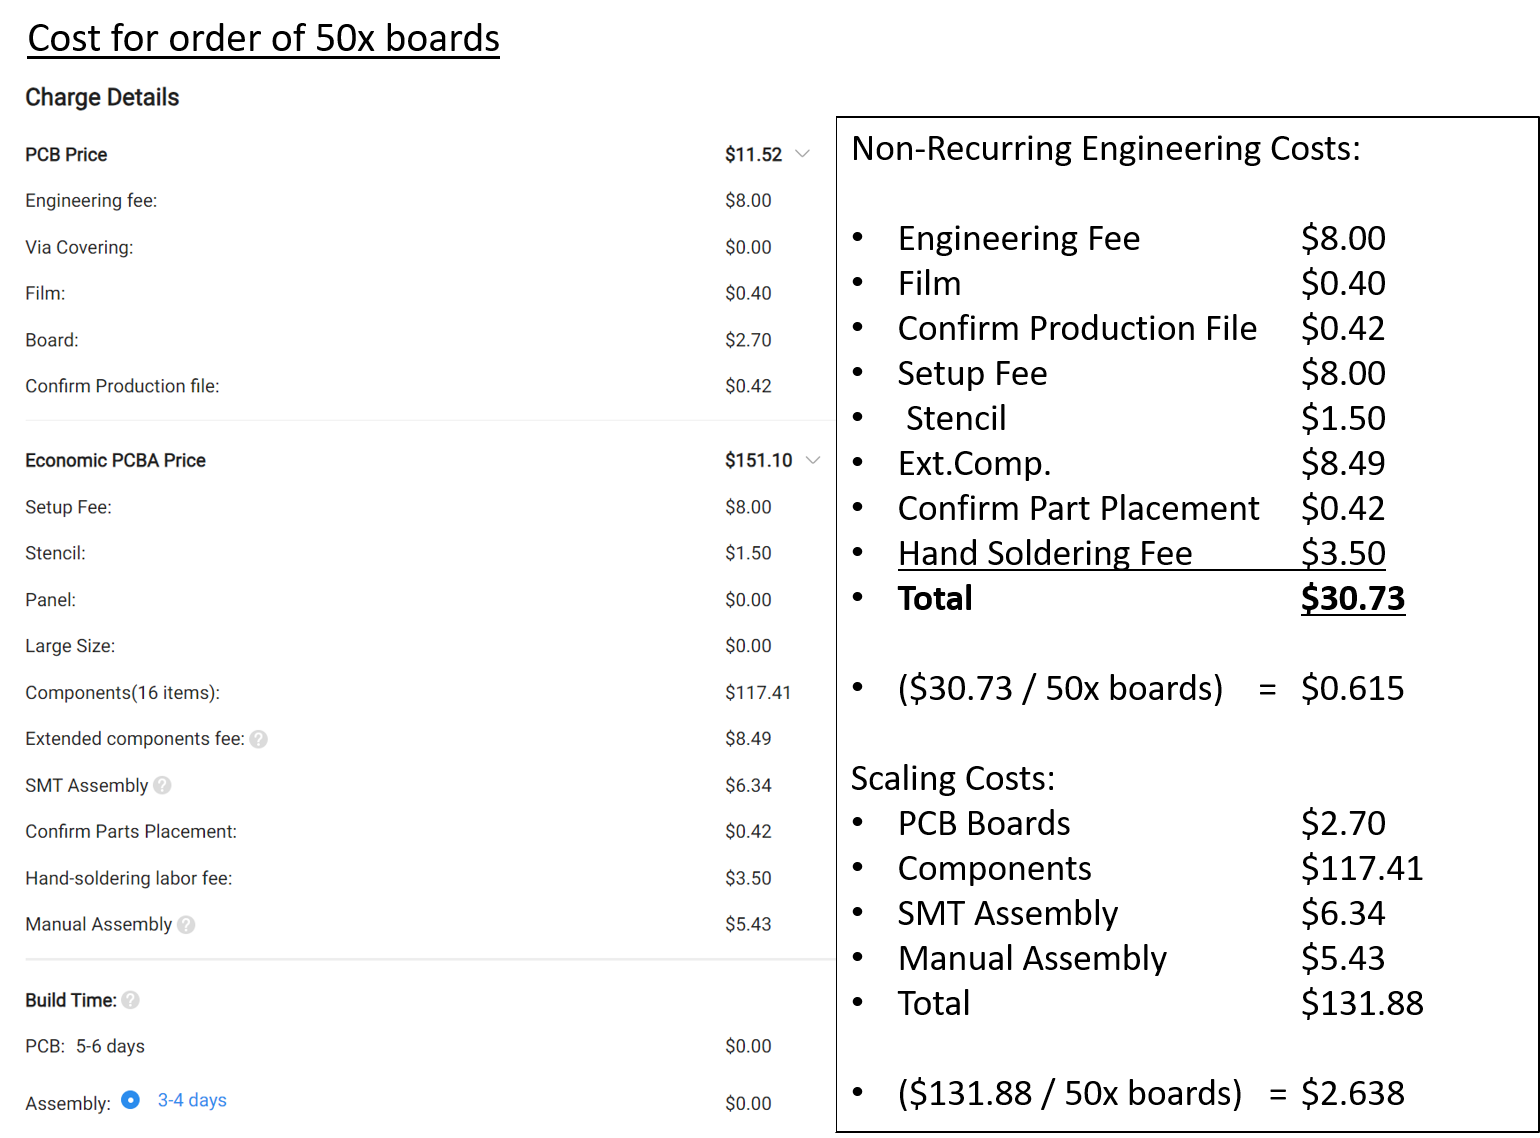 Cost for order of 50x boards
Charge Details
PCB Price $11.52
Engineering fee: $8.00
Via Covering: $0.00
Film: $0.40
Board: $2.70
Confirm Production file: $0.42
Economic PCBA Price $151.10
Setup Fee: $8.00
Stencil: $1.50
Panel: $0.00
Large Size: $0.00
Components(16 items): $117.41
Extended components fee: ? $8.49
SMT Assembly ? $6.34
Confirm Parts Placement: $0.42
Hand-soldering labor fee: $3.50
Manual Assembly ? $5.43
Build Time: ?
PCB: 5-6 days $0.00
Assembly: 3-4 days $0.00
Non-Recurring Engineering Costs:
• Engineering Fee $8.00
• Film $0.40
• Confirm Production File $0.42
• Setup Fee $8.00
• Stencil $1.50
• Ext.Comp. $8.49
• Confirm Part Placement $0.42
• Hand Soldering Fee $3.50
• Total $30.73
• ($30.73 / 50x boards) = $0.615
Scaling Costs:
• PCB Boards $2.70
• Components $117.41
• SMT Assembly $6.34
• Manual Assembly $5.43
• Total $131.88
• ($131.88 / 50x boards) = $2.638